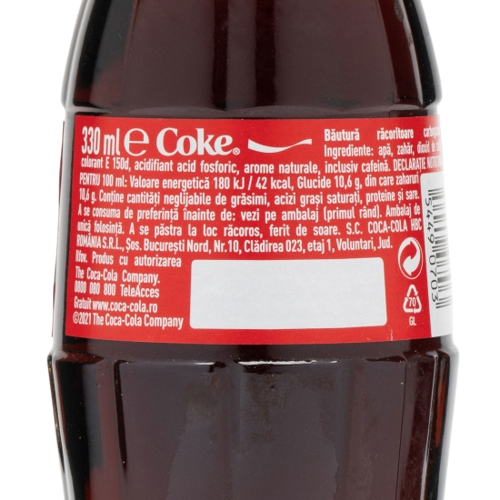 330 ml e Coke®
Băutură răcoritoare
Ingrediente: apă, zahăr, dioxid de
colorant E 150d, acidifiant acid fosforic, arome naturale, inclusiv cafeină. DECLARAȚIE
PENTRU 100 ml: Valoare energetică 180 kJ / 42 kcal, Glucide 10,6 g, din care zaharuri
10,6 g. Conține cantități neglijabile de grăsimi, acizi grași saturați, proteine și sare.
A se consuma de preferință înainte de: vezi pe ambalaj (primul rând). Ambalaj de
unică folosință. A se păstra la loc răcoros, ferit de soare. S.C. COCA-COLA HBC
ROMÂNIA S.R.L., Șos. București Nord, Nr.10, Clădirea 023, etaj 1, Voluntari, Jud.
Ilfov. Produs cu autorizarea
The Coca-Cola Company.
0800 080 800 TeleAcces
Gratuit www.coca-cola.ro
©2021 The Coca-Cola Company
70
GL
54490703